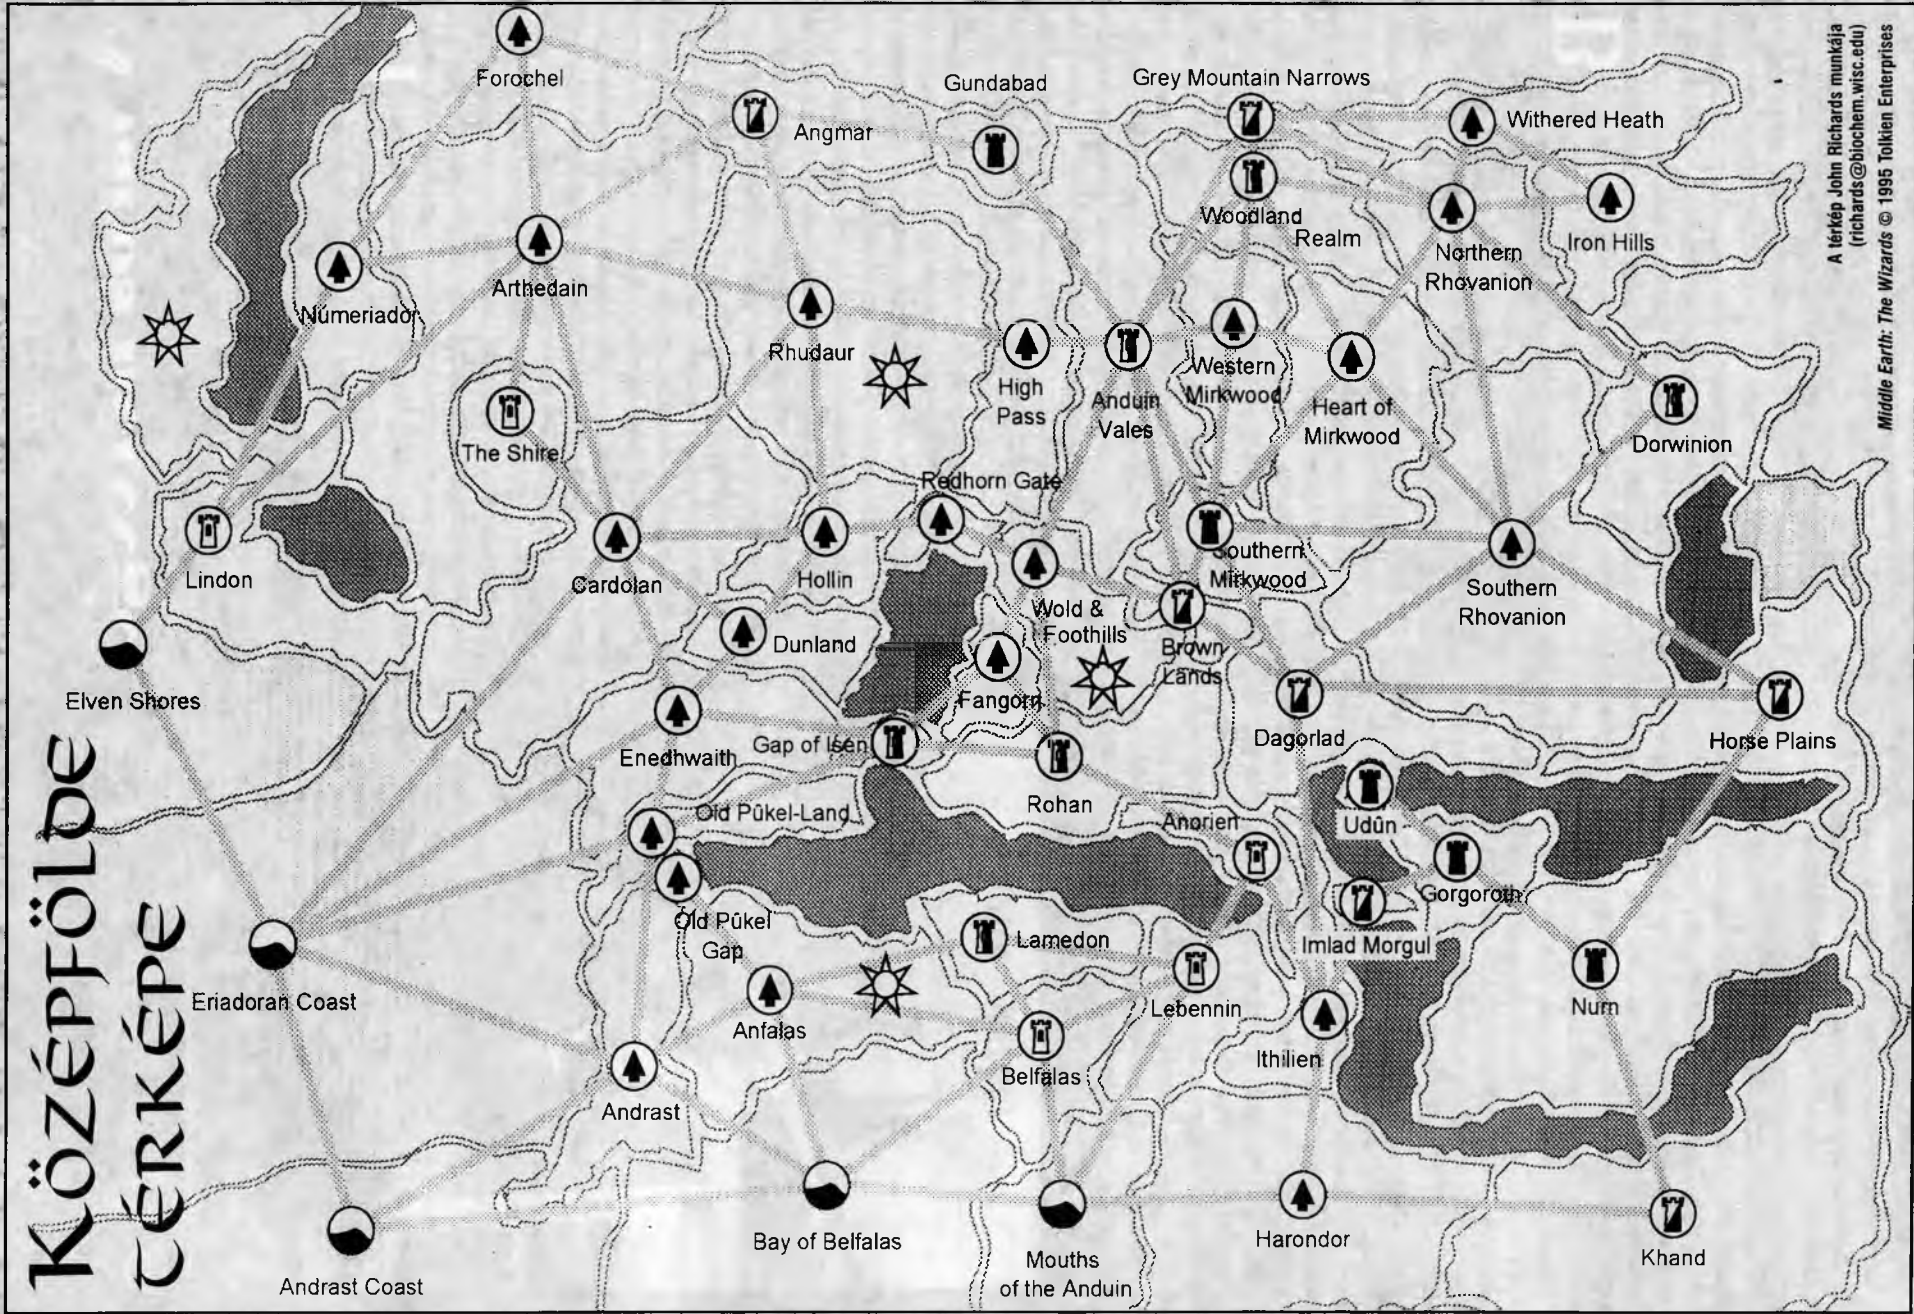 KÖZÉPFÖLDE
TÉRKÉPE
A térkép John Richards munkája
(richards@biochem.wisc.edu)
Middle Earth: The Wizards © 1995 Tolkien Enterprises
Forochel
Angmar
Gundabad
Grey Mountain Narrows
Withered Heath
Woodland
Realm
Northern
Rhovanion
Iron Hills
Númeriador
Arthedain
Rhudaur
High
Pass
Anduin
Vales
Western
Mirkwood
Heart of
Mirkwood
Dorwinion
The Shire
Redhorn Gate
Lindon
Cardolan
Hollin
Wold &
Foothills
Southern
Mirkwood
Southern
Rhovanion
Elven Shores
Dunland
Fangorn
Brown
Lands
Enedhwaith
Gap of Isen
Rohan
Dagorlad
Horse Plains
Old Pûkel-Land
Anorien
Udûn
Gorgoroth
Old Pûkel
Gap
Lamedon
Imlad Morgul
Eriadoran Coast
Anfalas
Lebennin
Nurn
Belfalas
Ithilien
Andrast
Andrast Coast
Bay of Belfalas
Mouths
of the Anduin
Harondor
Khand